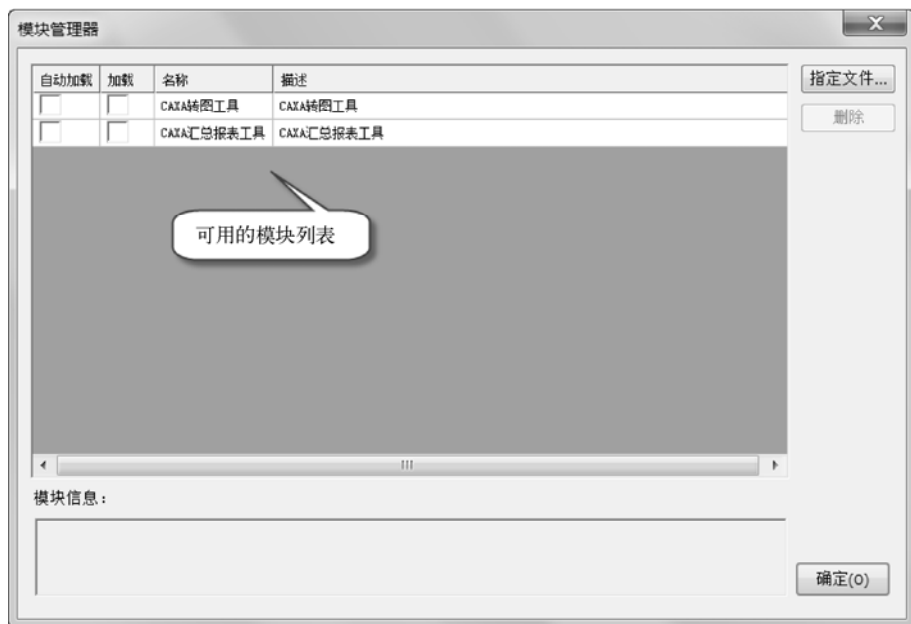 模块管理器
自动加载 加载 名称 描述
CAXA转图工具 CAXA转图工具
CAXA汇总报表工具 CAXA汇总报表工具
指定文件...
删除
可用的模块列表
模块信息：
确定(O)